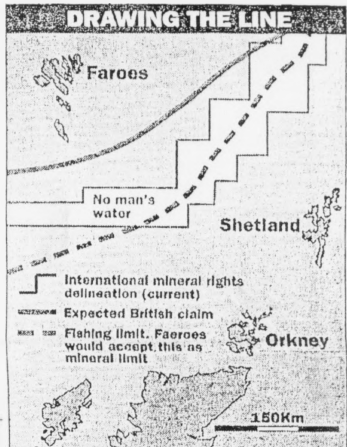 DRAWING THE LINE
Faroes
No man's
water
Shetland
International mineral rights
delineation (current)
Expected British claim
Fishing limit. Faeroes
would accept this as
mineral limit
Orkney
150Km